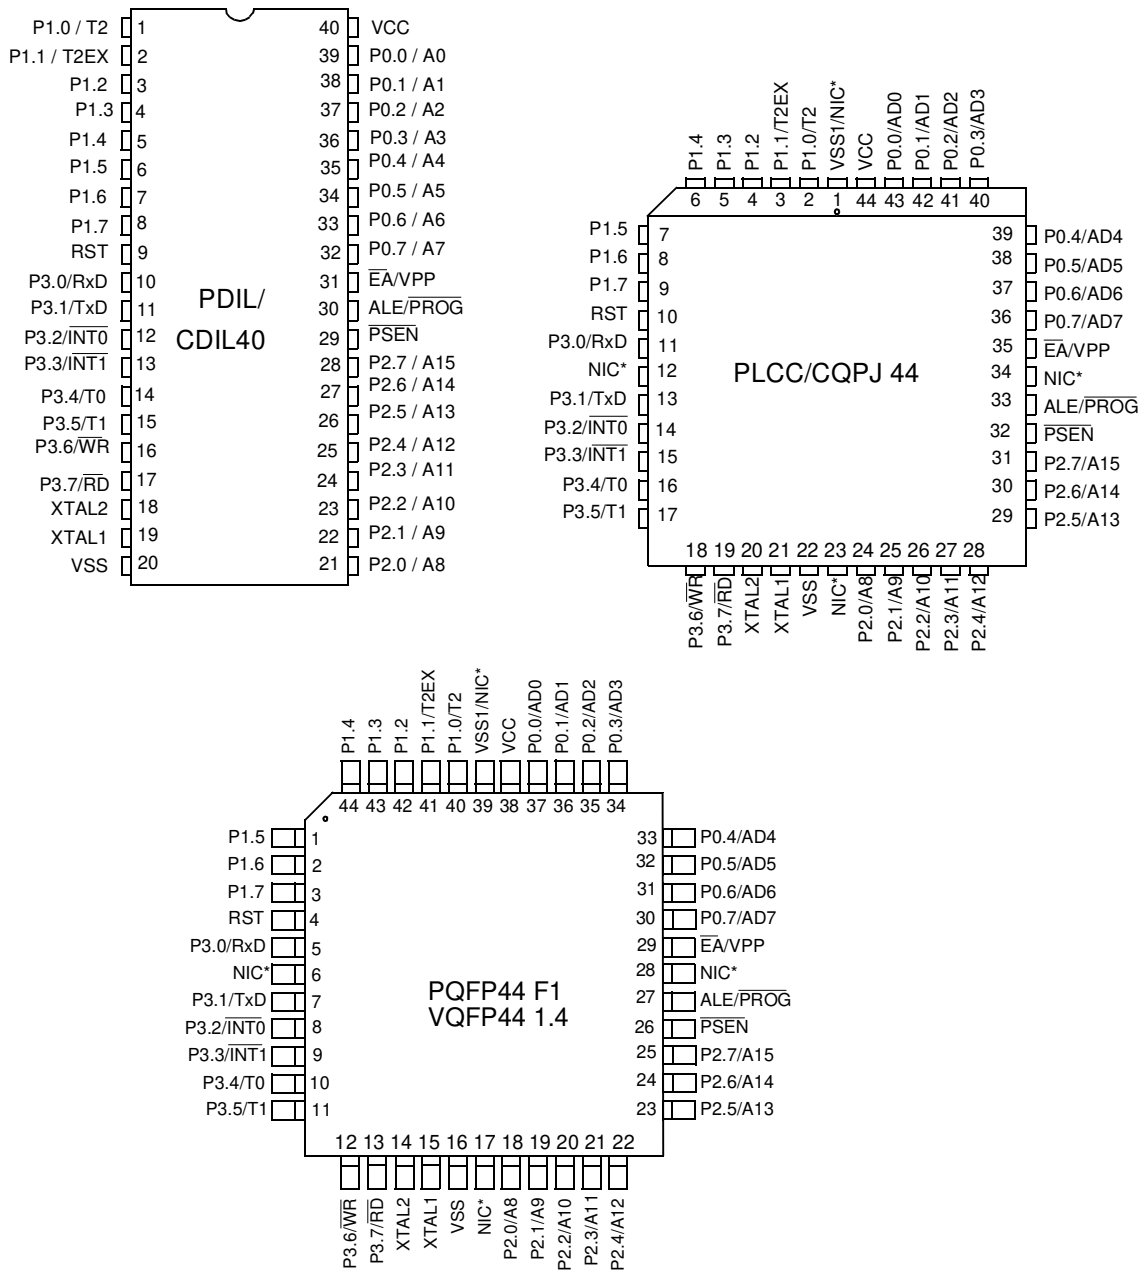 P1.0 / T2 1 40 VCC
P1.1 / T2EX 2 39 P0.0 / A0
P1.2 3 38 P0.1 / A1
P1.3 4 37 P0.2 / A2
P1.4 5 36 P0.3 / A3
P1.5 6 35 P0.4 / A4
P1.6 7 34 P0.5 / A5
P1.7 8 33 P0.6 / A6
RST 9 32 P0.7 / A7
P3.0/RxD 10 31 EA/VPP
P3.1/TxD 11 30 ALE/PROG
P3.2/INT0 12 29 PSEN
P3.3/INT1 13 28 P2.7 / A15
P3.4/T0 14 27 P2.6 / A14
P3.5/T1 15 26 P2.5 / A13
P3.6/WR 16 25 P2.4 / A12
P3.7/RD 17 24 P2.3 / A11
XTAL2 18 23 P2.2 / A10
XTAL1 19 22 P2.1 / A9
VSS 20 21 P2.0 / A8
PDIL/
CDIL40
P1.4 P1.3 P1.2 P1.1/T2EX P1.0/T2 VSS1/NIC* VCC P0.0/AD0 P0.1/AD1 P0.2/AD2 P0.3/AD3
6 5 4 3 2 1 44 43 42 41 40
P1.5 7 39 P0.4/AD4
P1.6 8 38 P0.5/AD5
P1.7 9 37 P0.6/AD6
RST 10 36 P0.7/AD7
P3.0/RxD 11 35 EA/VPP
NIC* 12 34 NIC*
P3.1/TxD 13 33 ALE/PROG
P3.2/INT0 14 32 PSEN
P3.3/INT1 15 31 P2.7/A15
P3.4/T0 16 30 P2.6/A14
P3.5/T1 17 29 P2.5/A13
PLCC/CQPJ 44
18 19 20 21 22 23 24 25 26 27 28
P3.6/WR P3.7/RD XTAL2 XTAL1 VSS NIC* P2.0/A8 P2.1/A9 P2.2/A10 P2.3/A11 P2.4/A12
P1.4 P1.3 P1.2 P1.1/T2EX P1.0/T2 VSS1/NIC* VCC P0.0/AD0 P0.1/AD1 P0.2/AD2 P0.3/AD3
44 43 42 41 40 39 38 37 36 35 34
P1.5 1 33 P0.4/AD4
P1.6 2 32 P0.5/AD5
P1.7 3 31 P0.6/AD6
RST 4 30 P0.7/AD7
P3.0/RxD 5 29 EA/VPP
NIC* 6 28 NIC*
P3.1/TxD 7 27 ALE/PROG
P3.2/INT0 8 26 PSEN
P3.3/INT1 9 25 P2.7/A15
P3.4/T0 10 24 P2.6/A14
P3.5/T1 11 23 P2.5/A13
PQFP44 F1
VQFP44 1.4
12 13 14 15 16 17 18 19 20 21 22
P3.6/WR P3.7/RD XTAL2 XTAL1 VSS NIC* P2.0/A8 P2.1/A9 P2.2/A10 P2.3/A11 P2.4/A12